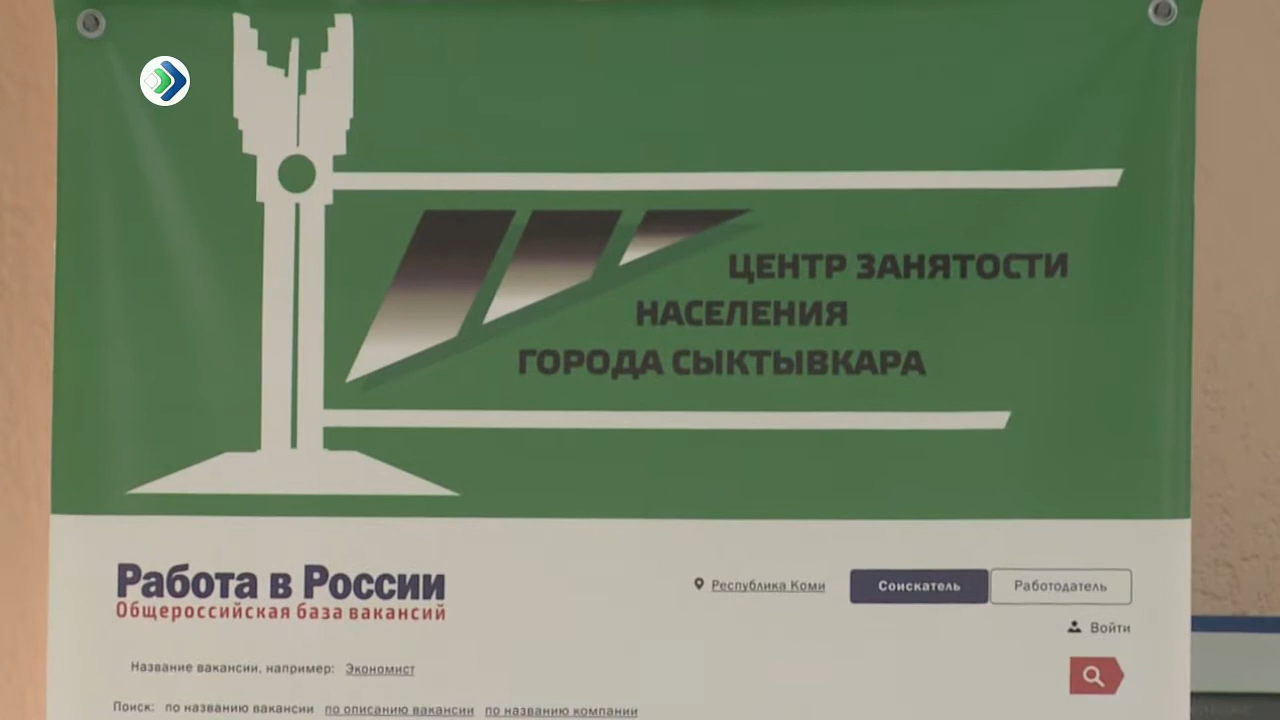 ЦЕНТР ЗАНЯТОСТИ
НАСЕЛЕНИЯ
ГОРОДА СЫКТЫВКАРА
Работа в России
Общероссийская база вакансий
Республика Коми
Соискатель
Работодатель
Войти
Название вакансии, например: Экономист
Поиск: по названию вакансии по описанию вакансии по названию компании